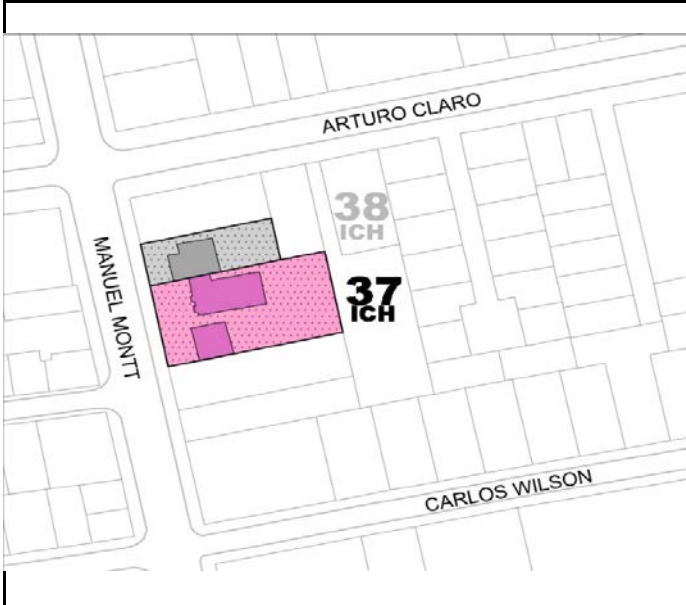 ARTURO CLARO
38
ICH
MANUEL MONTT
37
ICH
CARLOS WILSON